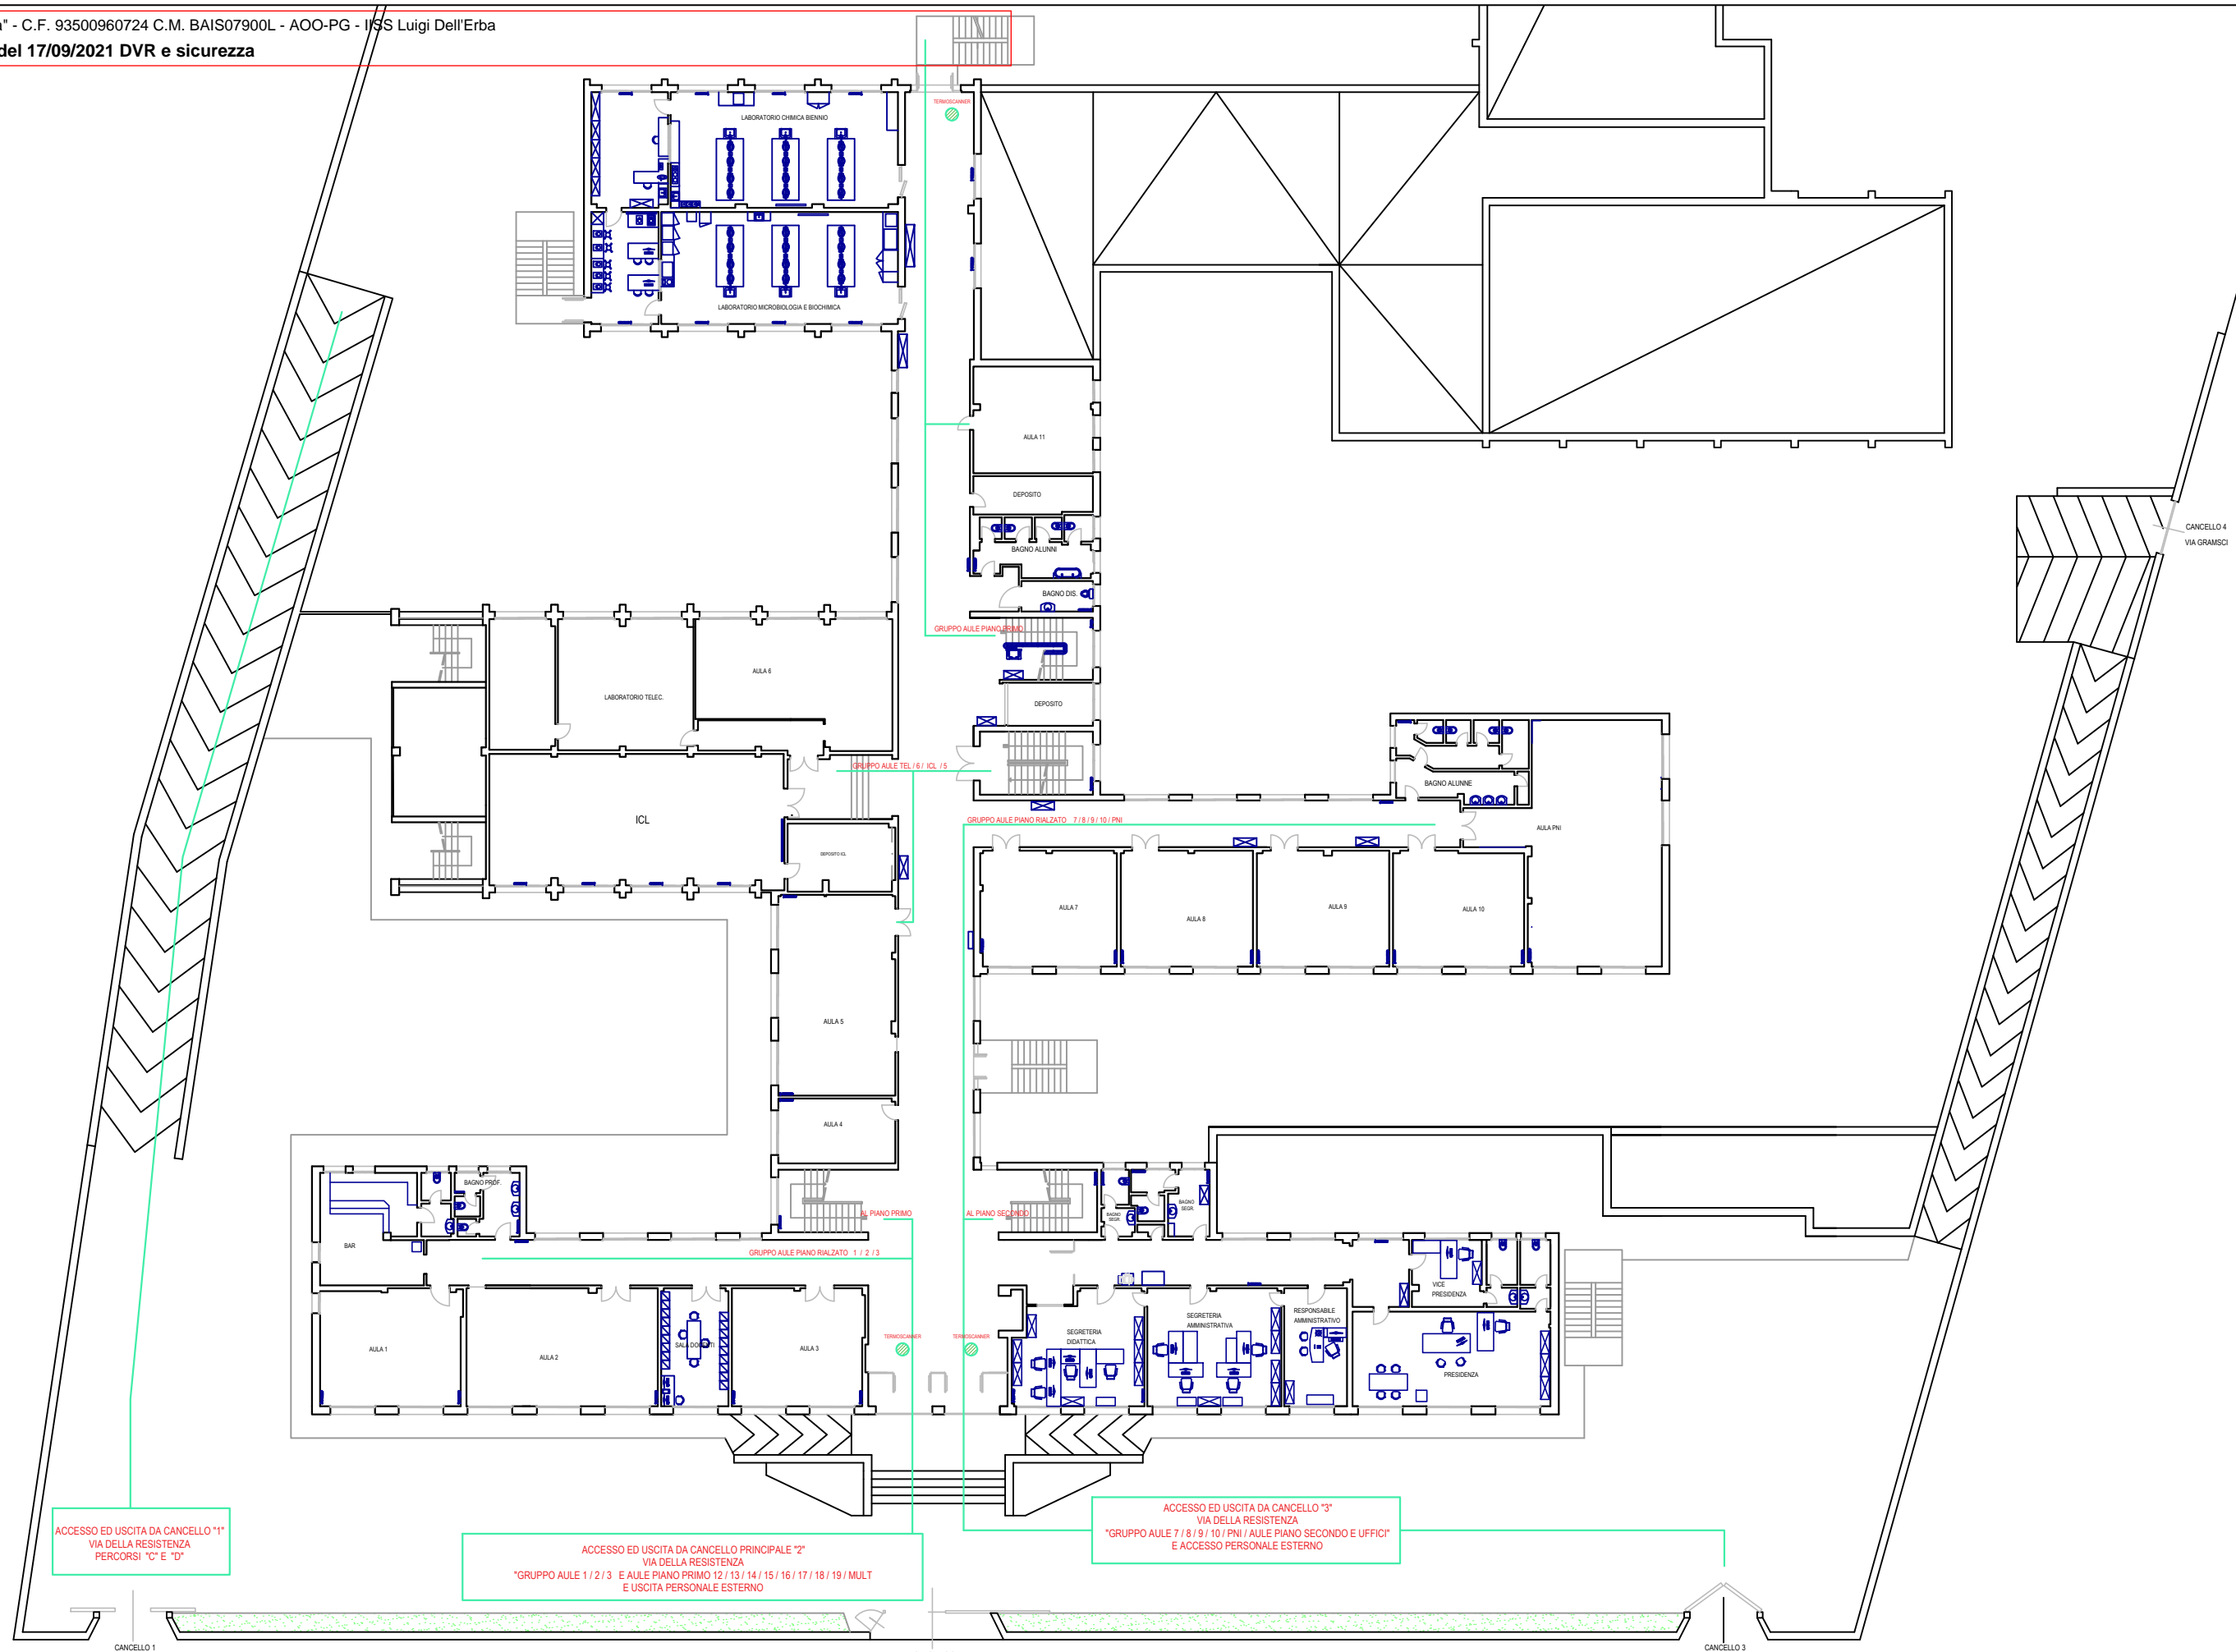 a" - C.F. 93500960724 C.M. BAIS07900L - AOO-PG - IISS Luigi Dell'Erba
del 17/09/2021 DVR e sicurezza
TERMOSCANNER
LABORATORIO CHIMICA BIENNIO
LABORATORIO MICROBIOLOGIA E BIOCHIMICA
AULA 11
DEPOSITO
CANCELLO 4
VIA GRAMSCI
BAGNO ALUNNI
BAGNO DIS.
GRUPPO AULE PIANO PRIMO
AULA 6
LABORATORIO TELEC.
DEPOSITO
GRUPPO AULE TEL / 6 / ICL / 5
BAGNO ALUNNE
ICL
GRUPPO AULE PIANO RIALZATO 7 / 8 / 9 / 10 / PNI
AULA PNI
DEPOSITO ICL
AULA 7
AULA 8
AULA 9
AULA 10
AULA 5
AULA 4
BAGNO PROF.
BAGNO
SEGR.
BAGNO
SEGR.
AL PIANO PRIMO
AL PIANO SECONDO
BAR
GRUPPO AULE PIANO RIALZATO 1 / 2 / 3
VICE
PRESIDENZA
SEGRETERIA
AMMINISTRATIVA
RESPONSABILE
AMMINISTRATIVO
SEGRETERIA
DIDATTICA
TERMOSCANNER
TERMOSCANNER
AULA 1
AULA 2
SALA DOCENTI
AULA 3
PRESIDENZA
ACCESSO ED USCITA DA CANCELLO "1"
VIA DELLA RESISTENZA
PERCORSI "C" E "D"
ACCESSO ED USCITA DA CANCELLO PRINCIPALE "2"
VIA DELLA RESISTENZA
"GRUPPO AULE 1 / 2 / 3 E AULE PIANO PRIMO 12 / 13 / 14 / 15 / 16 / 17 / 18 / 19 / MULT
E USCITA PERSONALE ESTERNO
ACCESSO ED USCITA DA CANCELLO "3"
VIA DELLA RESISTENZA
"GRUPPO AULE 7 / 8 / 9 / 10 / PNI / AULE PIANO SECONDO E UFFICI"
E ACCESSO PERSONALE ESTERNO
CANCELLO 1
CANCELLO 3